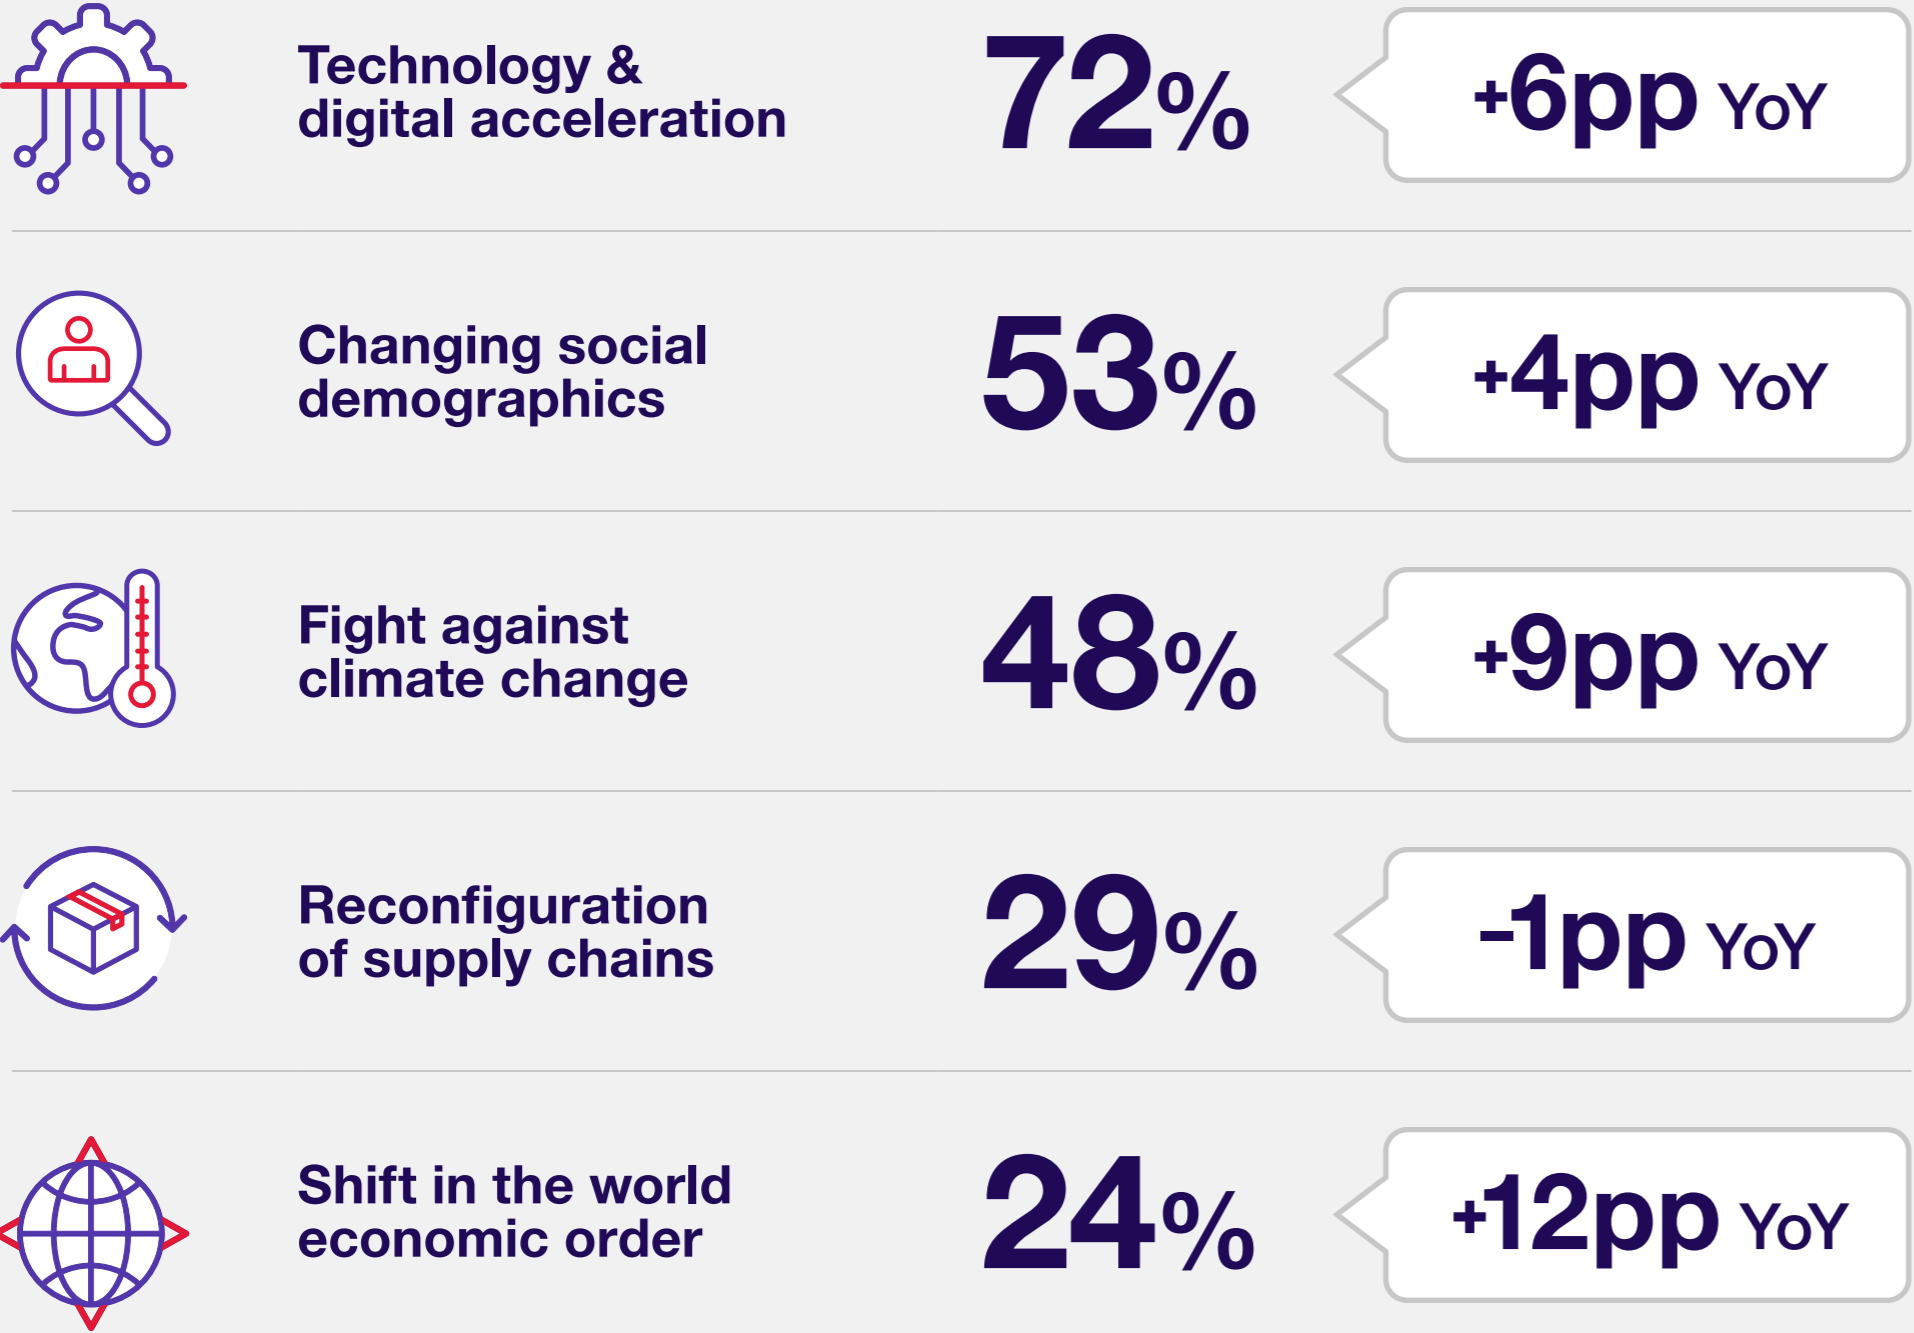 Technology &
digital acceleration
72%
+6pp YoY
Changing social
demographics
53%
+4pp YoY
Fight against
climate change
48%
+9pp YoY
Reconfiguration
of supply chains
29%
-1pp YoY
Shift in the world
economic order
24%
+12pp YoY